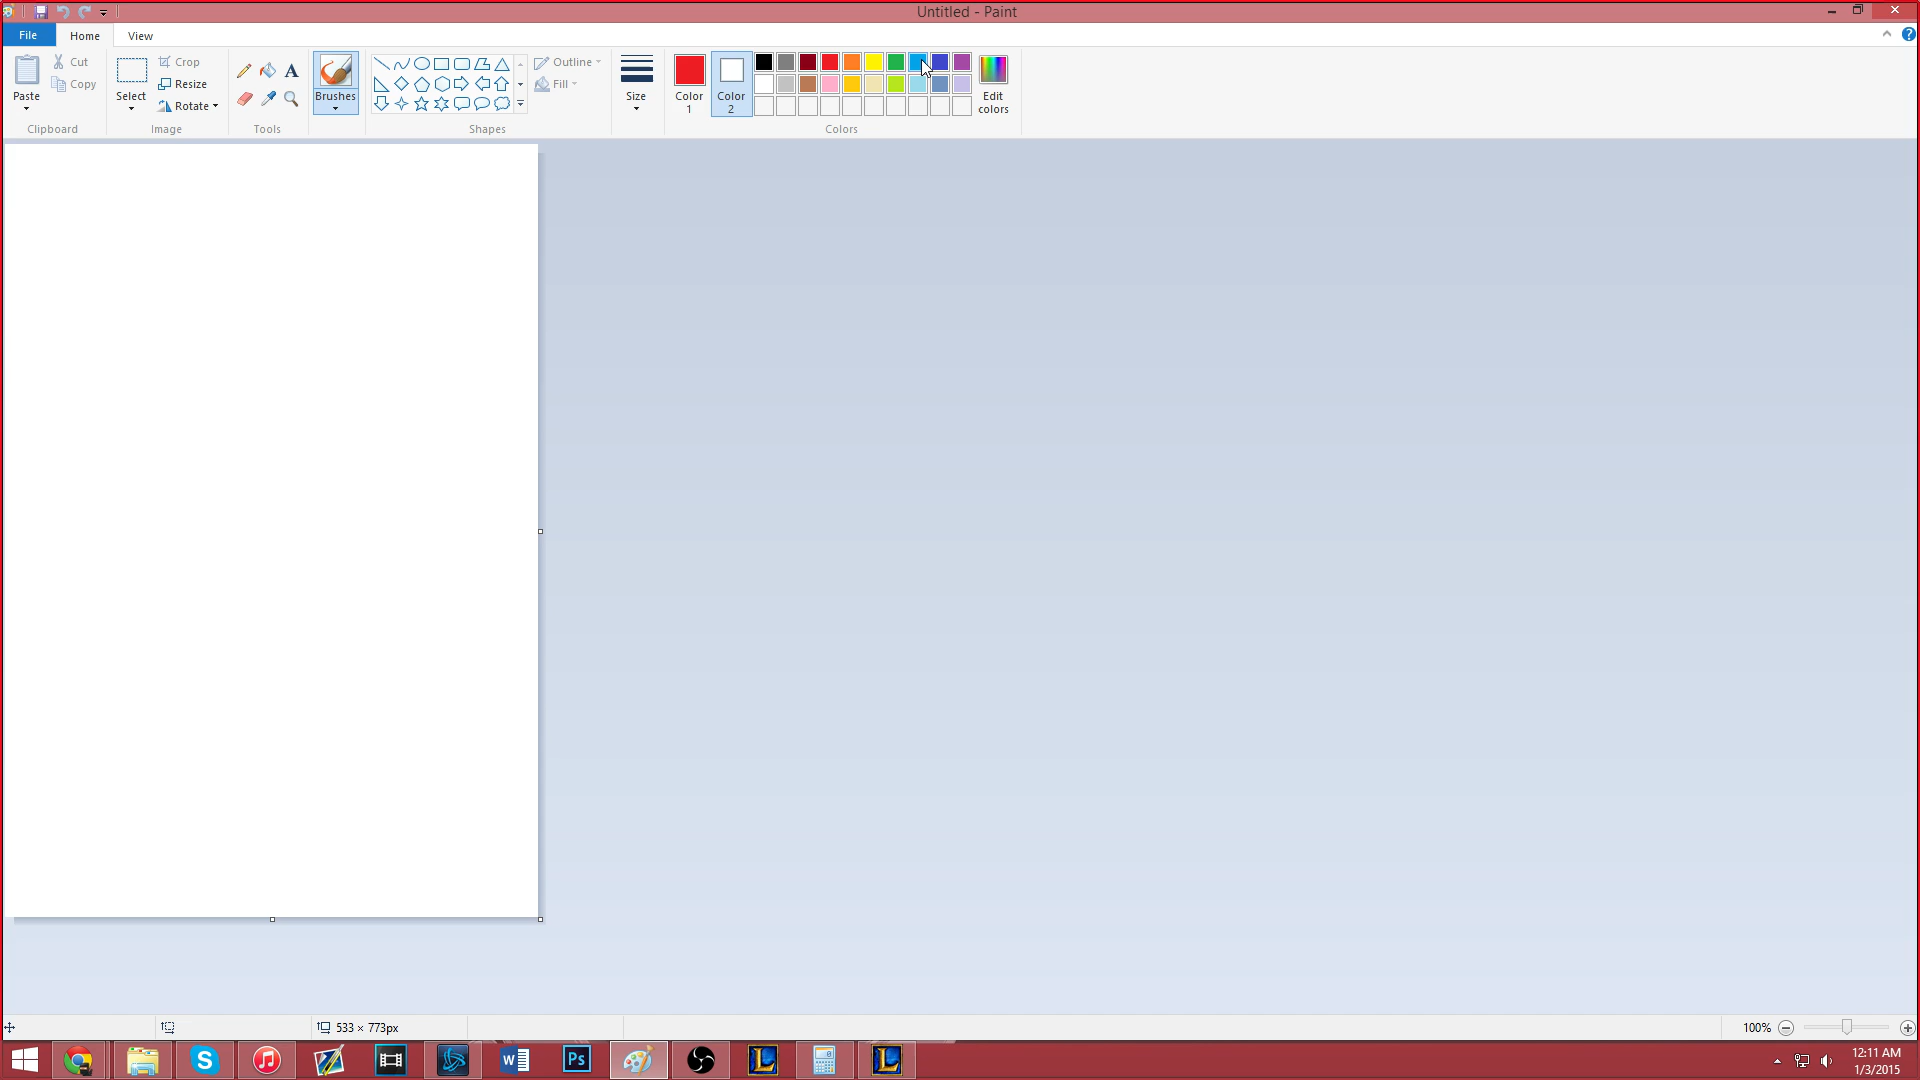 Untitled - Paint
File
Home
View
Paste
Cut
Copy
Clipboard
Select
Crop
Resize
Rotate
Image
A
Tools
Brushes
Shapes
Outline
Fill
Size
Color
1
Color
2
Colors
Edit
colors
533 × 773px
100%
W
Ps
L
L
12:11 AM
1/3/2015